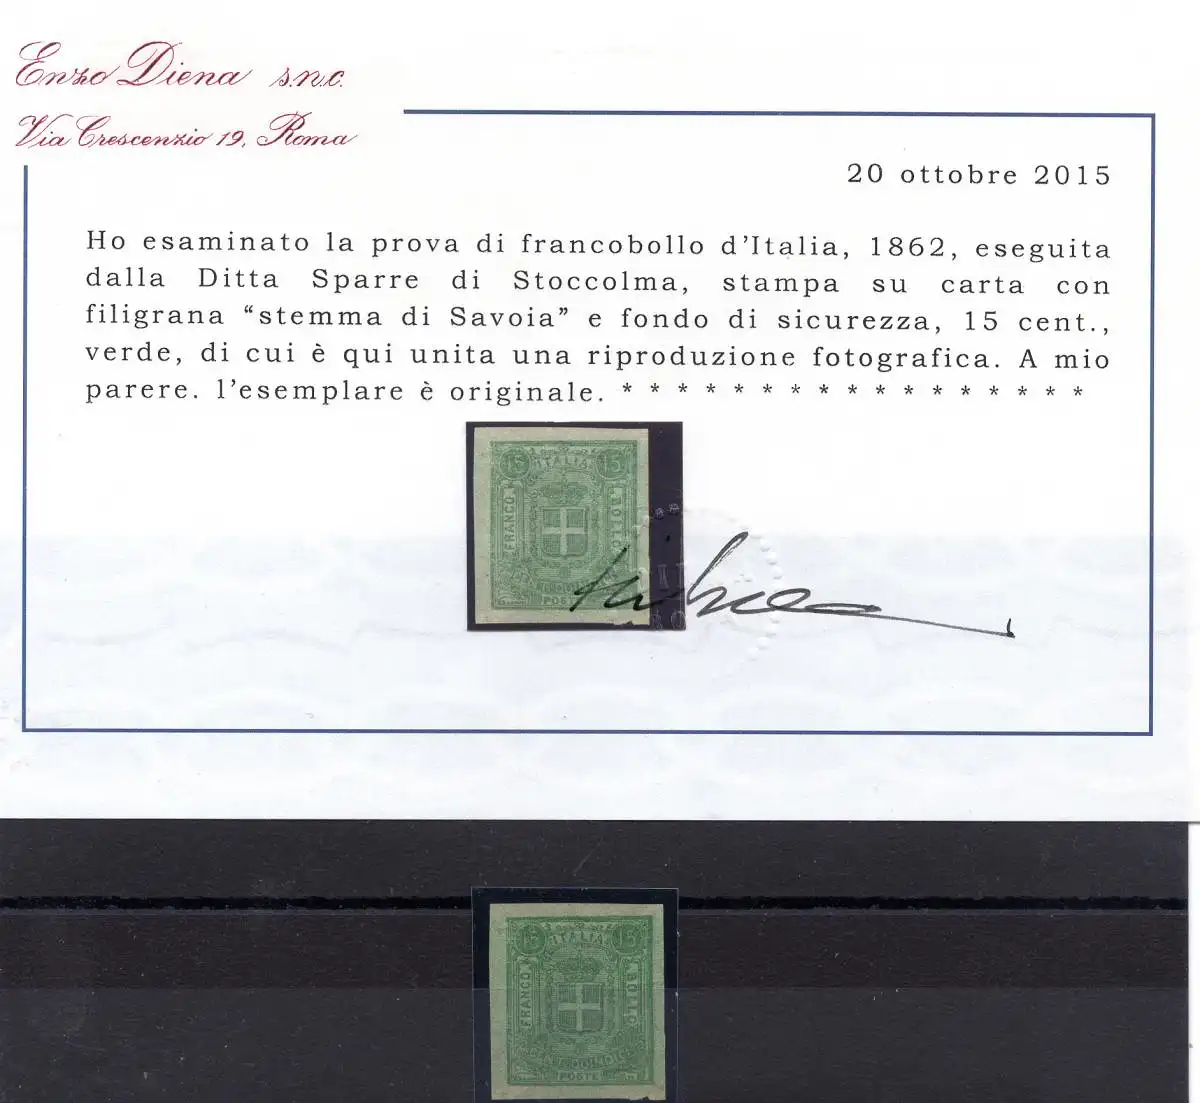 Enzo Diena s.n.c.
Via Crescenzio 19, Roma
20 ottobre 2015
Ho esaminato la prova di francobollo d'Italia, 1862, eseguita
dalla Ditta Sparre di Stoccolma, stampa su carta con
filigrana “stemma di Savoia” e fondo di sicurezza, 15 cent.,
verde, di cui è qui unita una riproduzione fotografica. A mio
parere. l'esemplare è originale. * * * * * * * * * * * * * * * * *
15 ITALIA 15
FRANCO
BOLLO
POSTE
15 ITALIA 15
FRANCO
BOLLO
POSTE